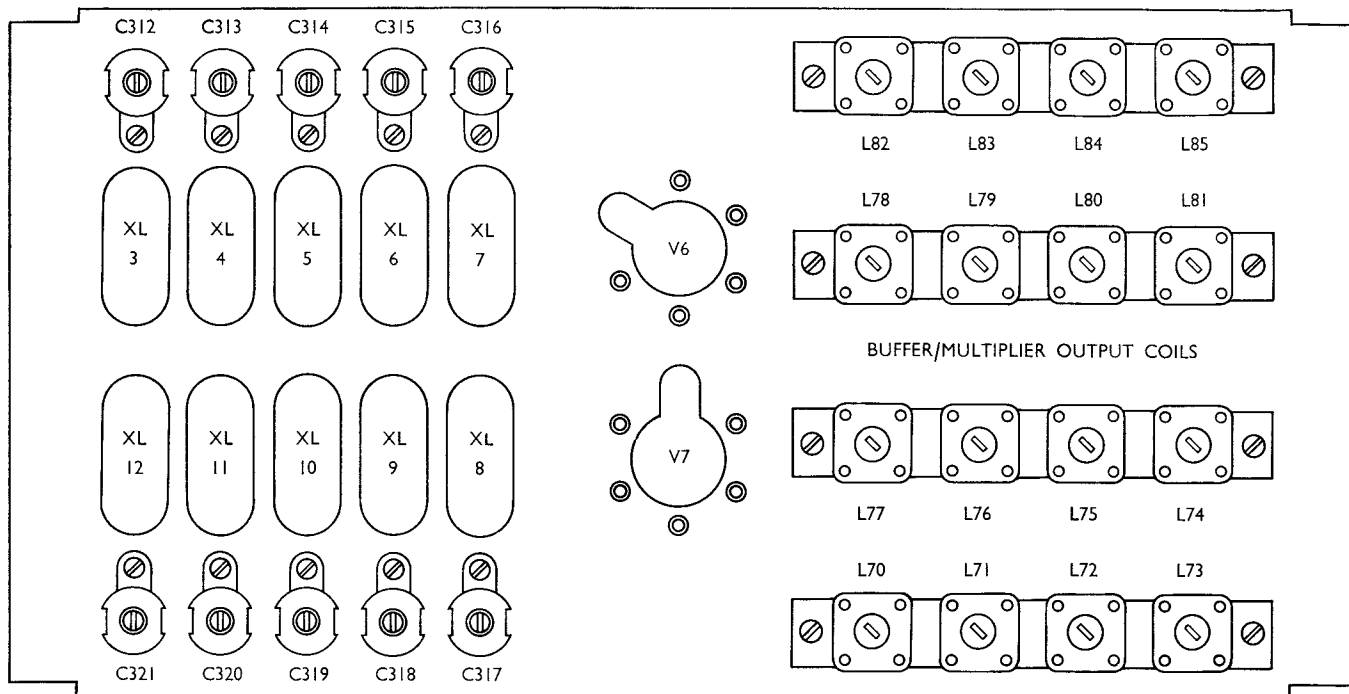 C312 C313 C314 C315 C316
L82 L83 L84 L85
L78 L79 L80 L81
XL 3 XL 4 XL 5 XL 6 XL 7
V6
BUFFER/MULTIPLIER OUTPUT COILS
XL 12 XL 11 XL 10 XL 9 XL 8
V7
L77 L76 L75 L74
L70 L71 L72 L73
C321 C320 C319 C318 C317